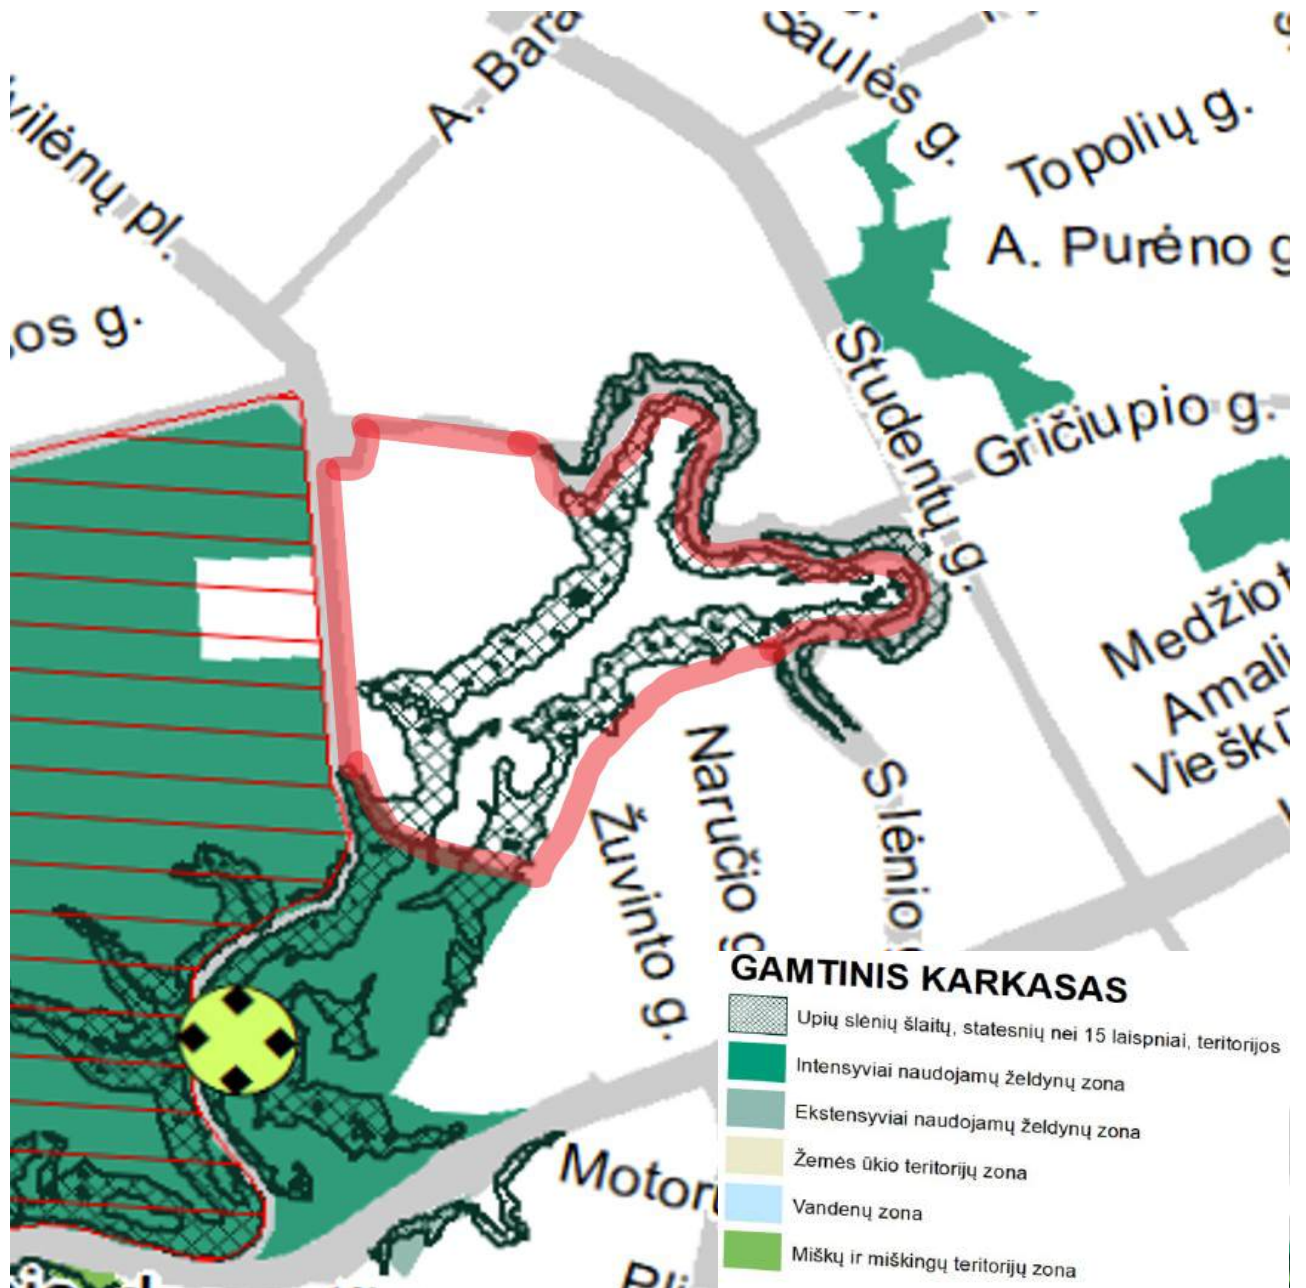 A. Bara
Saulės g.
vilėnų pl.
Topolių g.
A. Purėno g
os g.
Studentų g.
Gričiupio g.
Medžiot
Amali
Viešk
Naručio g
Slėnio
Žuvinto g.
GAMTINIS KARKASAS
Upių slėnių šlaitų, statesnių nei 15 laispniai, teritorijos
Intensyviai naudojamų želdynų zona
Ekstensyviai naudojamų želdynų zona
Žemės ūkio teritorijų zona
Vandenų zona
Miškų ir miškingų teritorijų zona
Motor